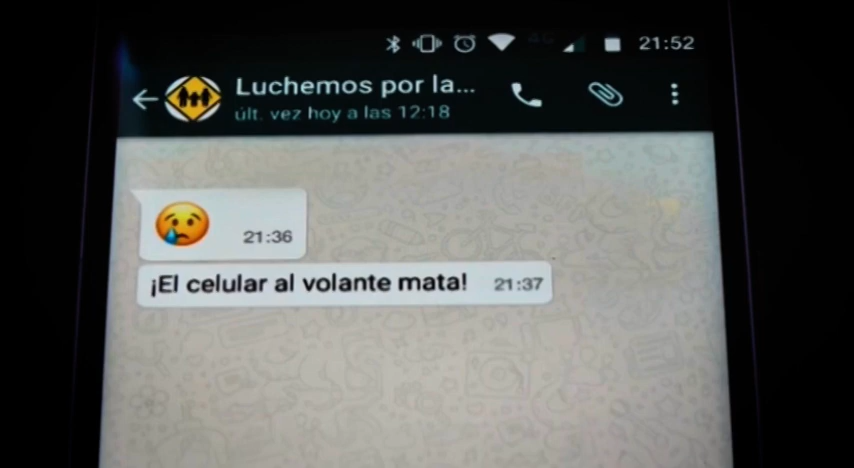 4G 21:52
Luchemos por la...
últ. vez hoy a las 12:18
21:36
¡El celular al volante mata! 21:37